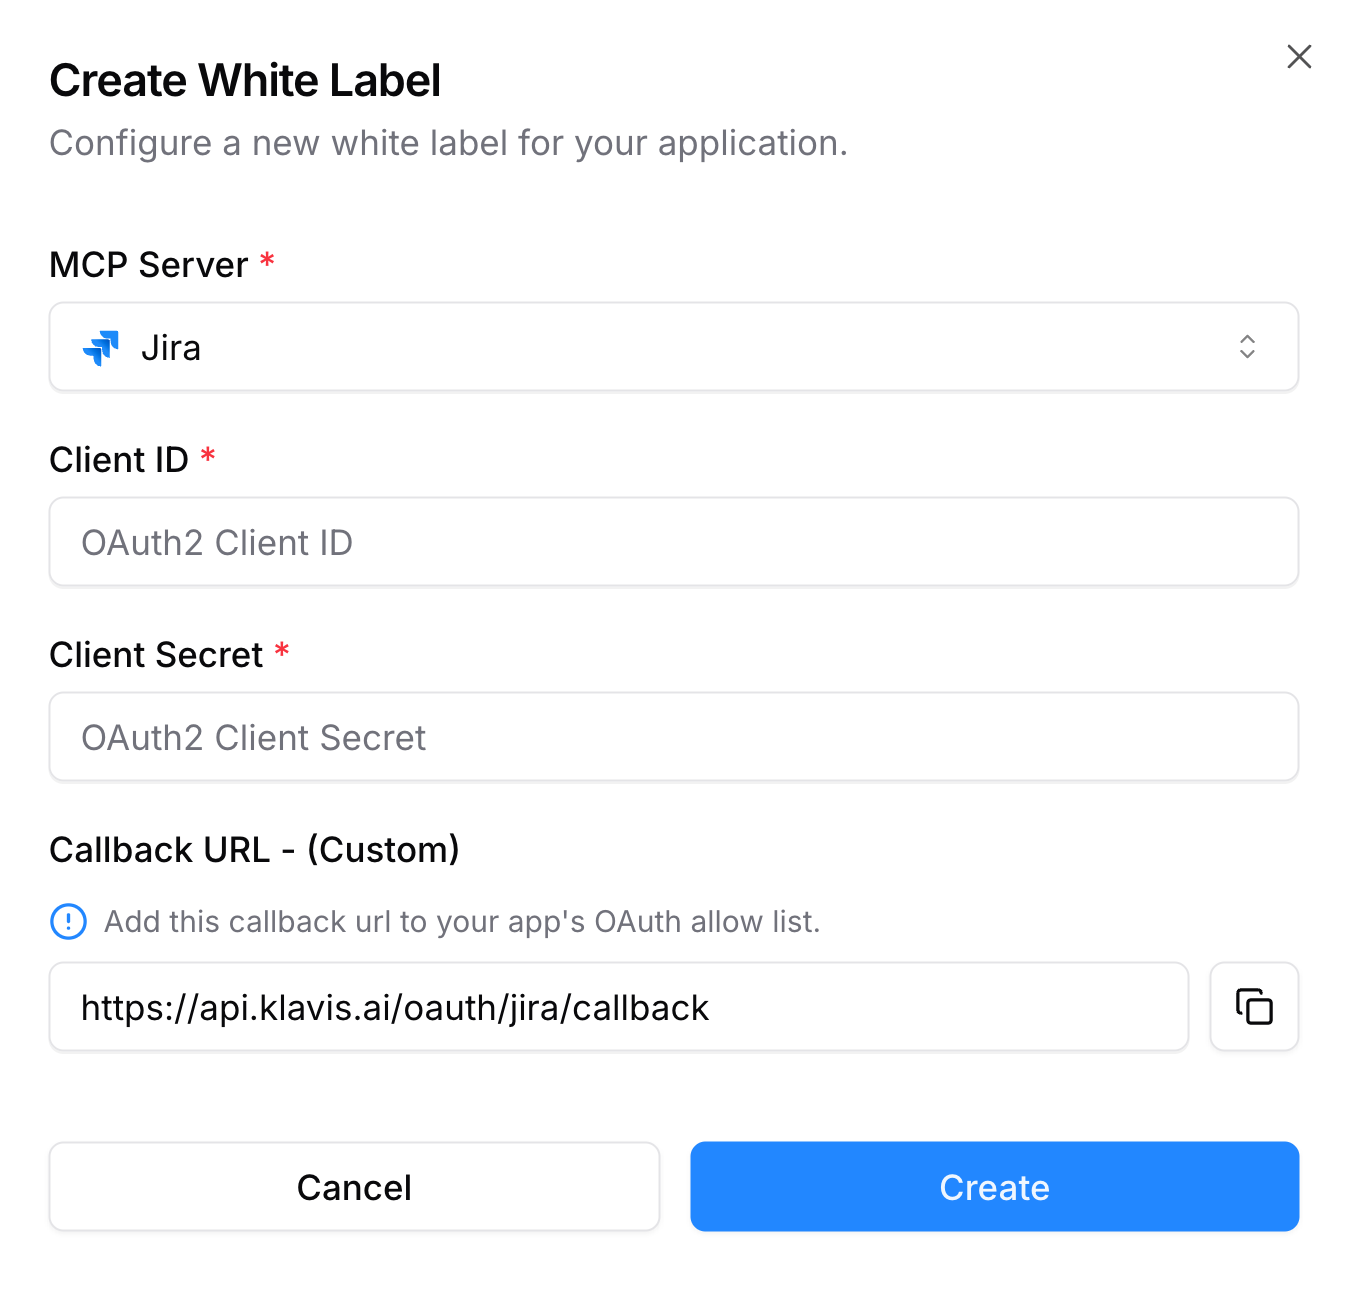 Create White Label
Configure a new white label for your application.
MCP Server *
Jira
Client ID *
OAuth2 Client ID
Client Secret *
OAuth2 Client Secret
Callback URL - (Custom)
Add this callback url to your app's OAuth allow list.
https://api.klavis.ai/oauth/jira/callback
Cancel
Create